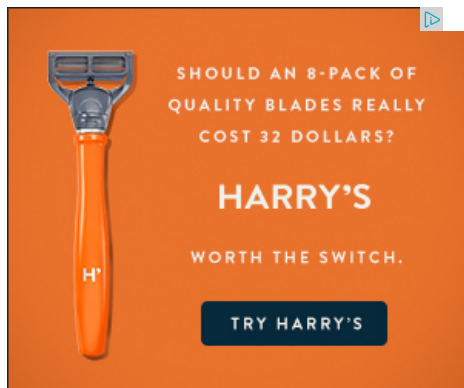 SHOULD AN 8-PACK OF
QUALITY BLADES REALLY
COST 32 DOLLARS?
HARRY'S
WORTH THE SWITCH.
H'
TRY HARRY'S